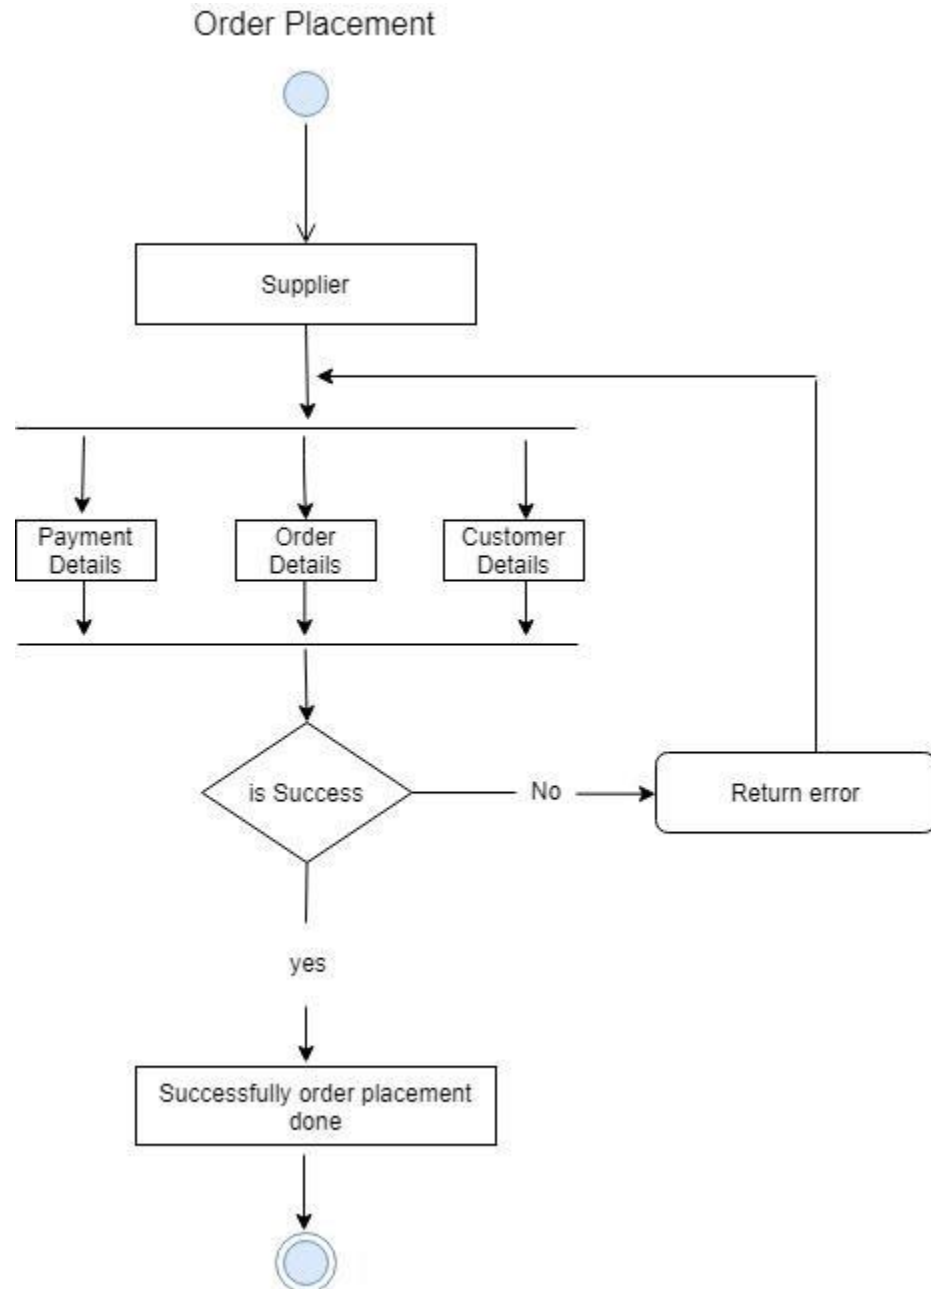 Order Placement
Supplier
Payment
Details
Order
Details
Customer
Details
is Success
No
Return error
yes
Successfully order placement
done